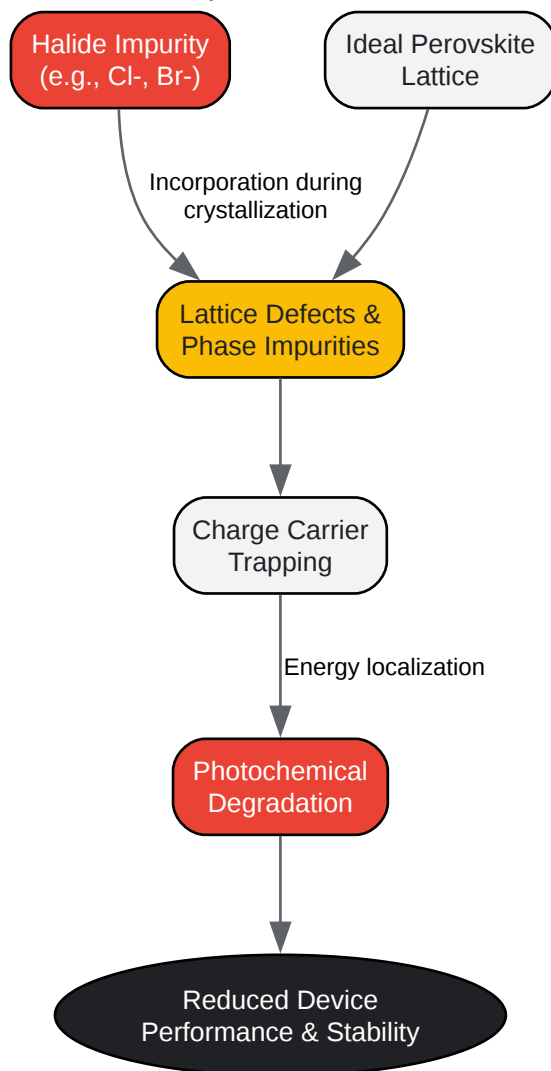 Halide Impurity
(e.g., Cl-, Br-)
Ideal Perovskite
Lattice
Incorporation during
crystallization
Lattice Defects &
Phase Impurities
Charge Carrier
Trapping
Energy localization
Photochemical
Degradation
Reduced Device
Performance & Stability